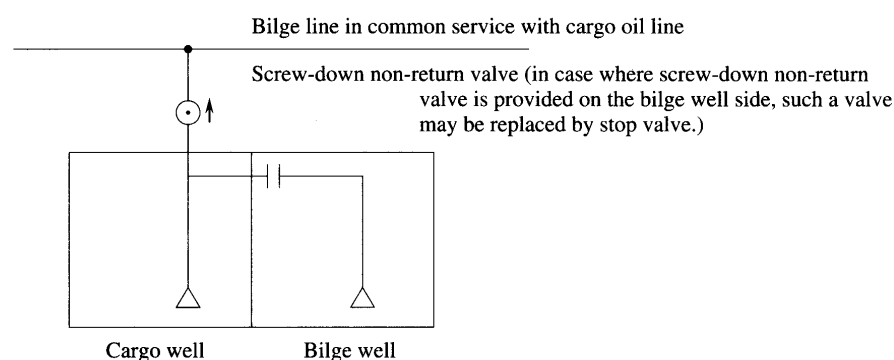 Bilge line in common service with cargo oil line
Screw-down non-return valve (in case where screw-down non-return
valve is provided on the bilge well side, such a valve
may be replaced by stop valve.)
Cargo well
Bilge well